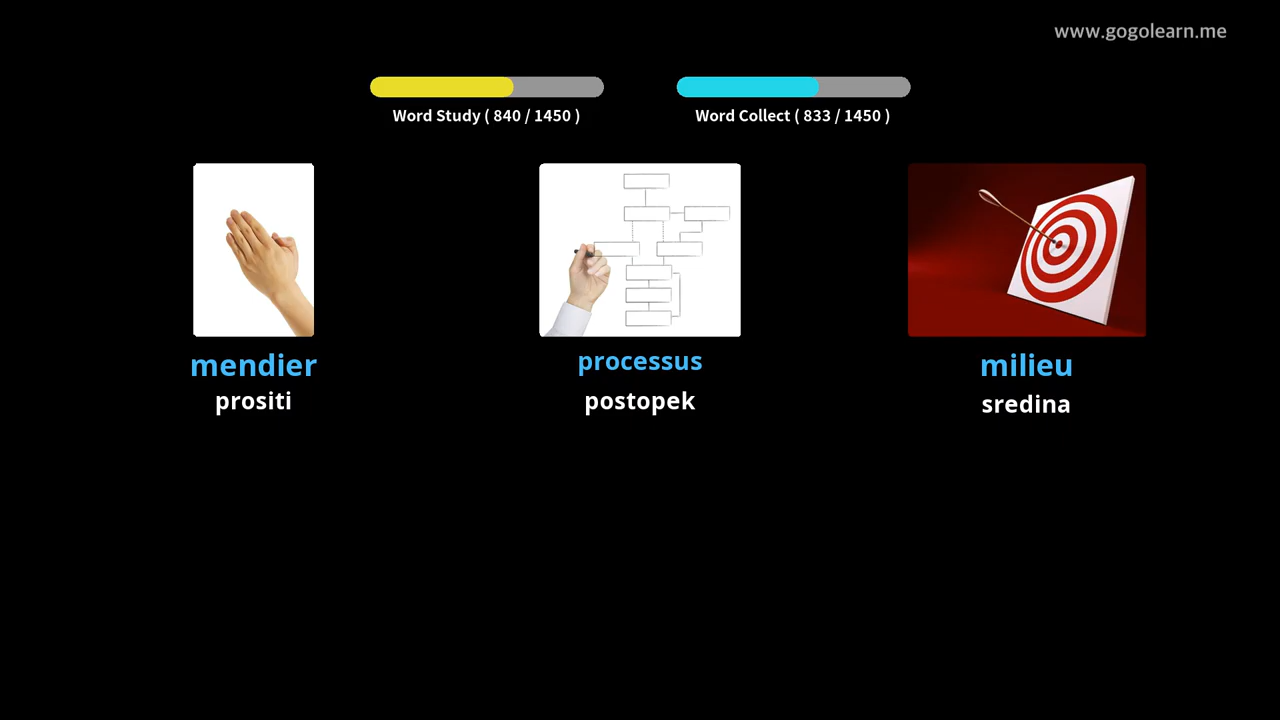 www.gogolearn.me
Word Study ( 840 / 1450 )
Word Collect ( 833 / 1450 )
mendier
prositi
processus
postopek
milieu
sredina